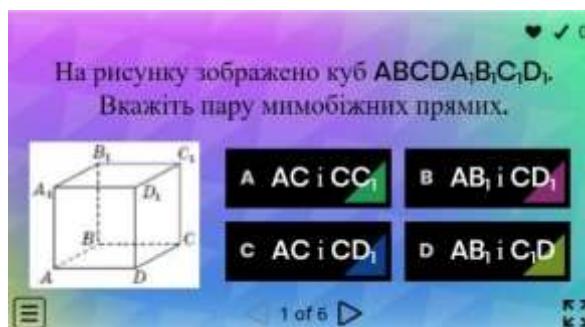 На рисунку зображено куб ABCDA₁B₁C₁D₁.
Вкажіть пару мимобіжних прямих.
B₁
C₁
A₁
D₁
B
C
A
D
A AC і CC₁
B AB₁ і CD₁
C AC і CD₁
D AB₁ і C₁D
1 of 6